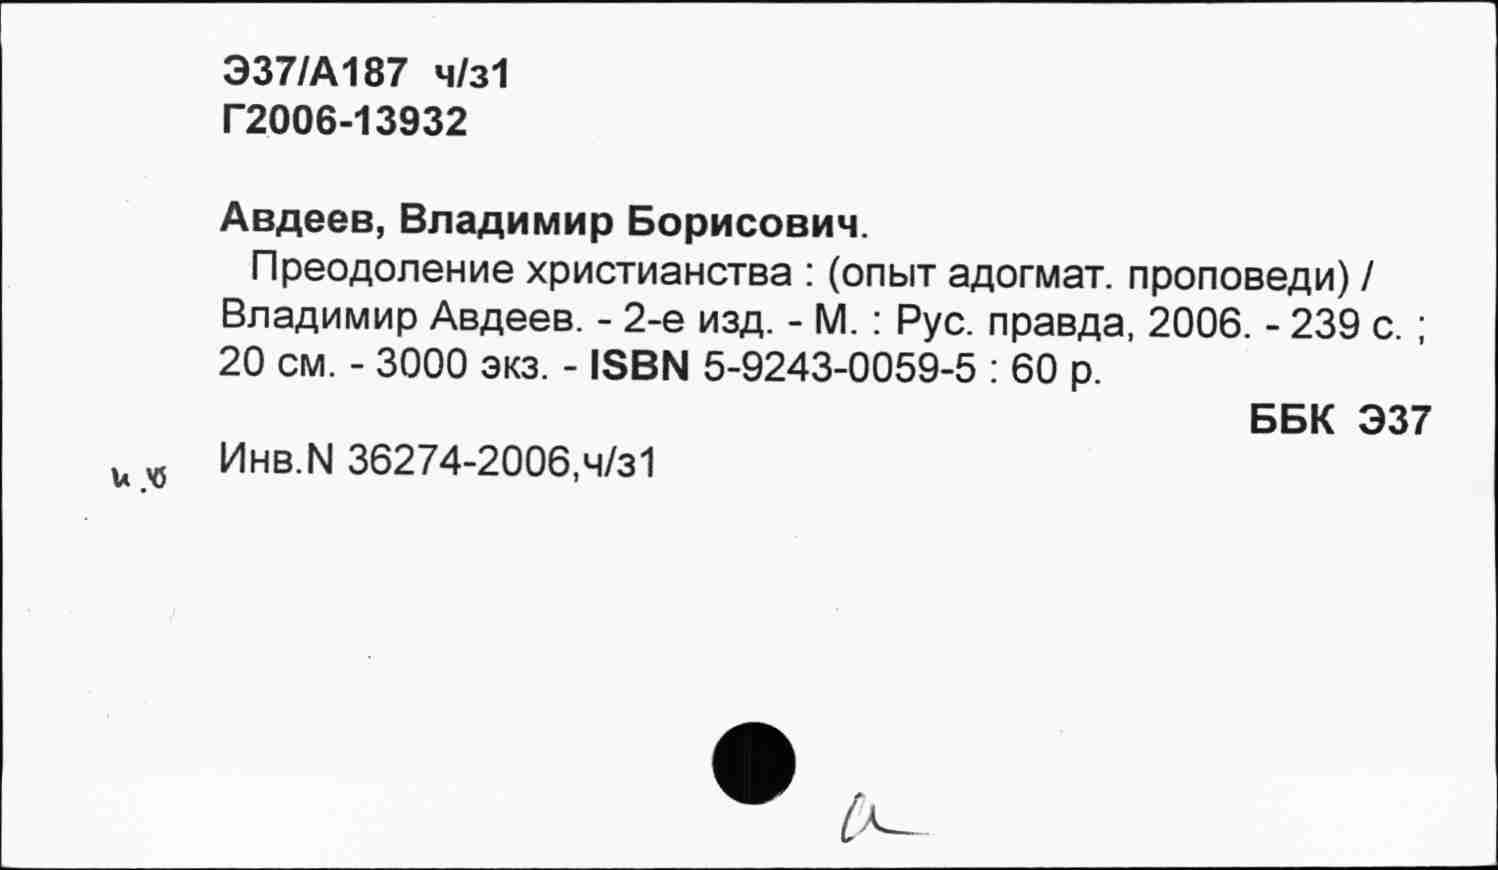 Э37/А187 ч/з1
Г2006-13932
Авдеев, Владимир Борисович.
Преодоление христианства : (опыт адогмат. проповеди) /
Владимир Авдеев. - 2-е изд. - М. : Рус. правда, 2006. - 239 с. ;
20 см. - 3000 экз. - ISBN 5-9243-0059-5 : 60 р.
ББК Э37
Инв.N 36274-2006,ч/з1
а